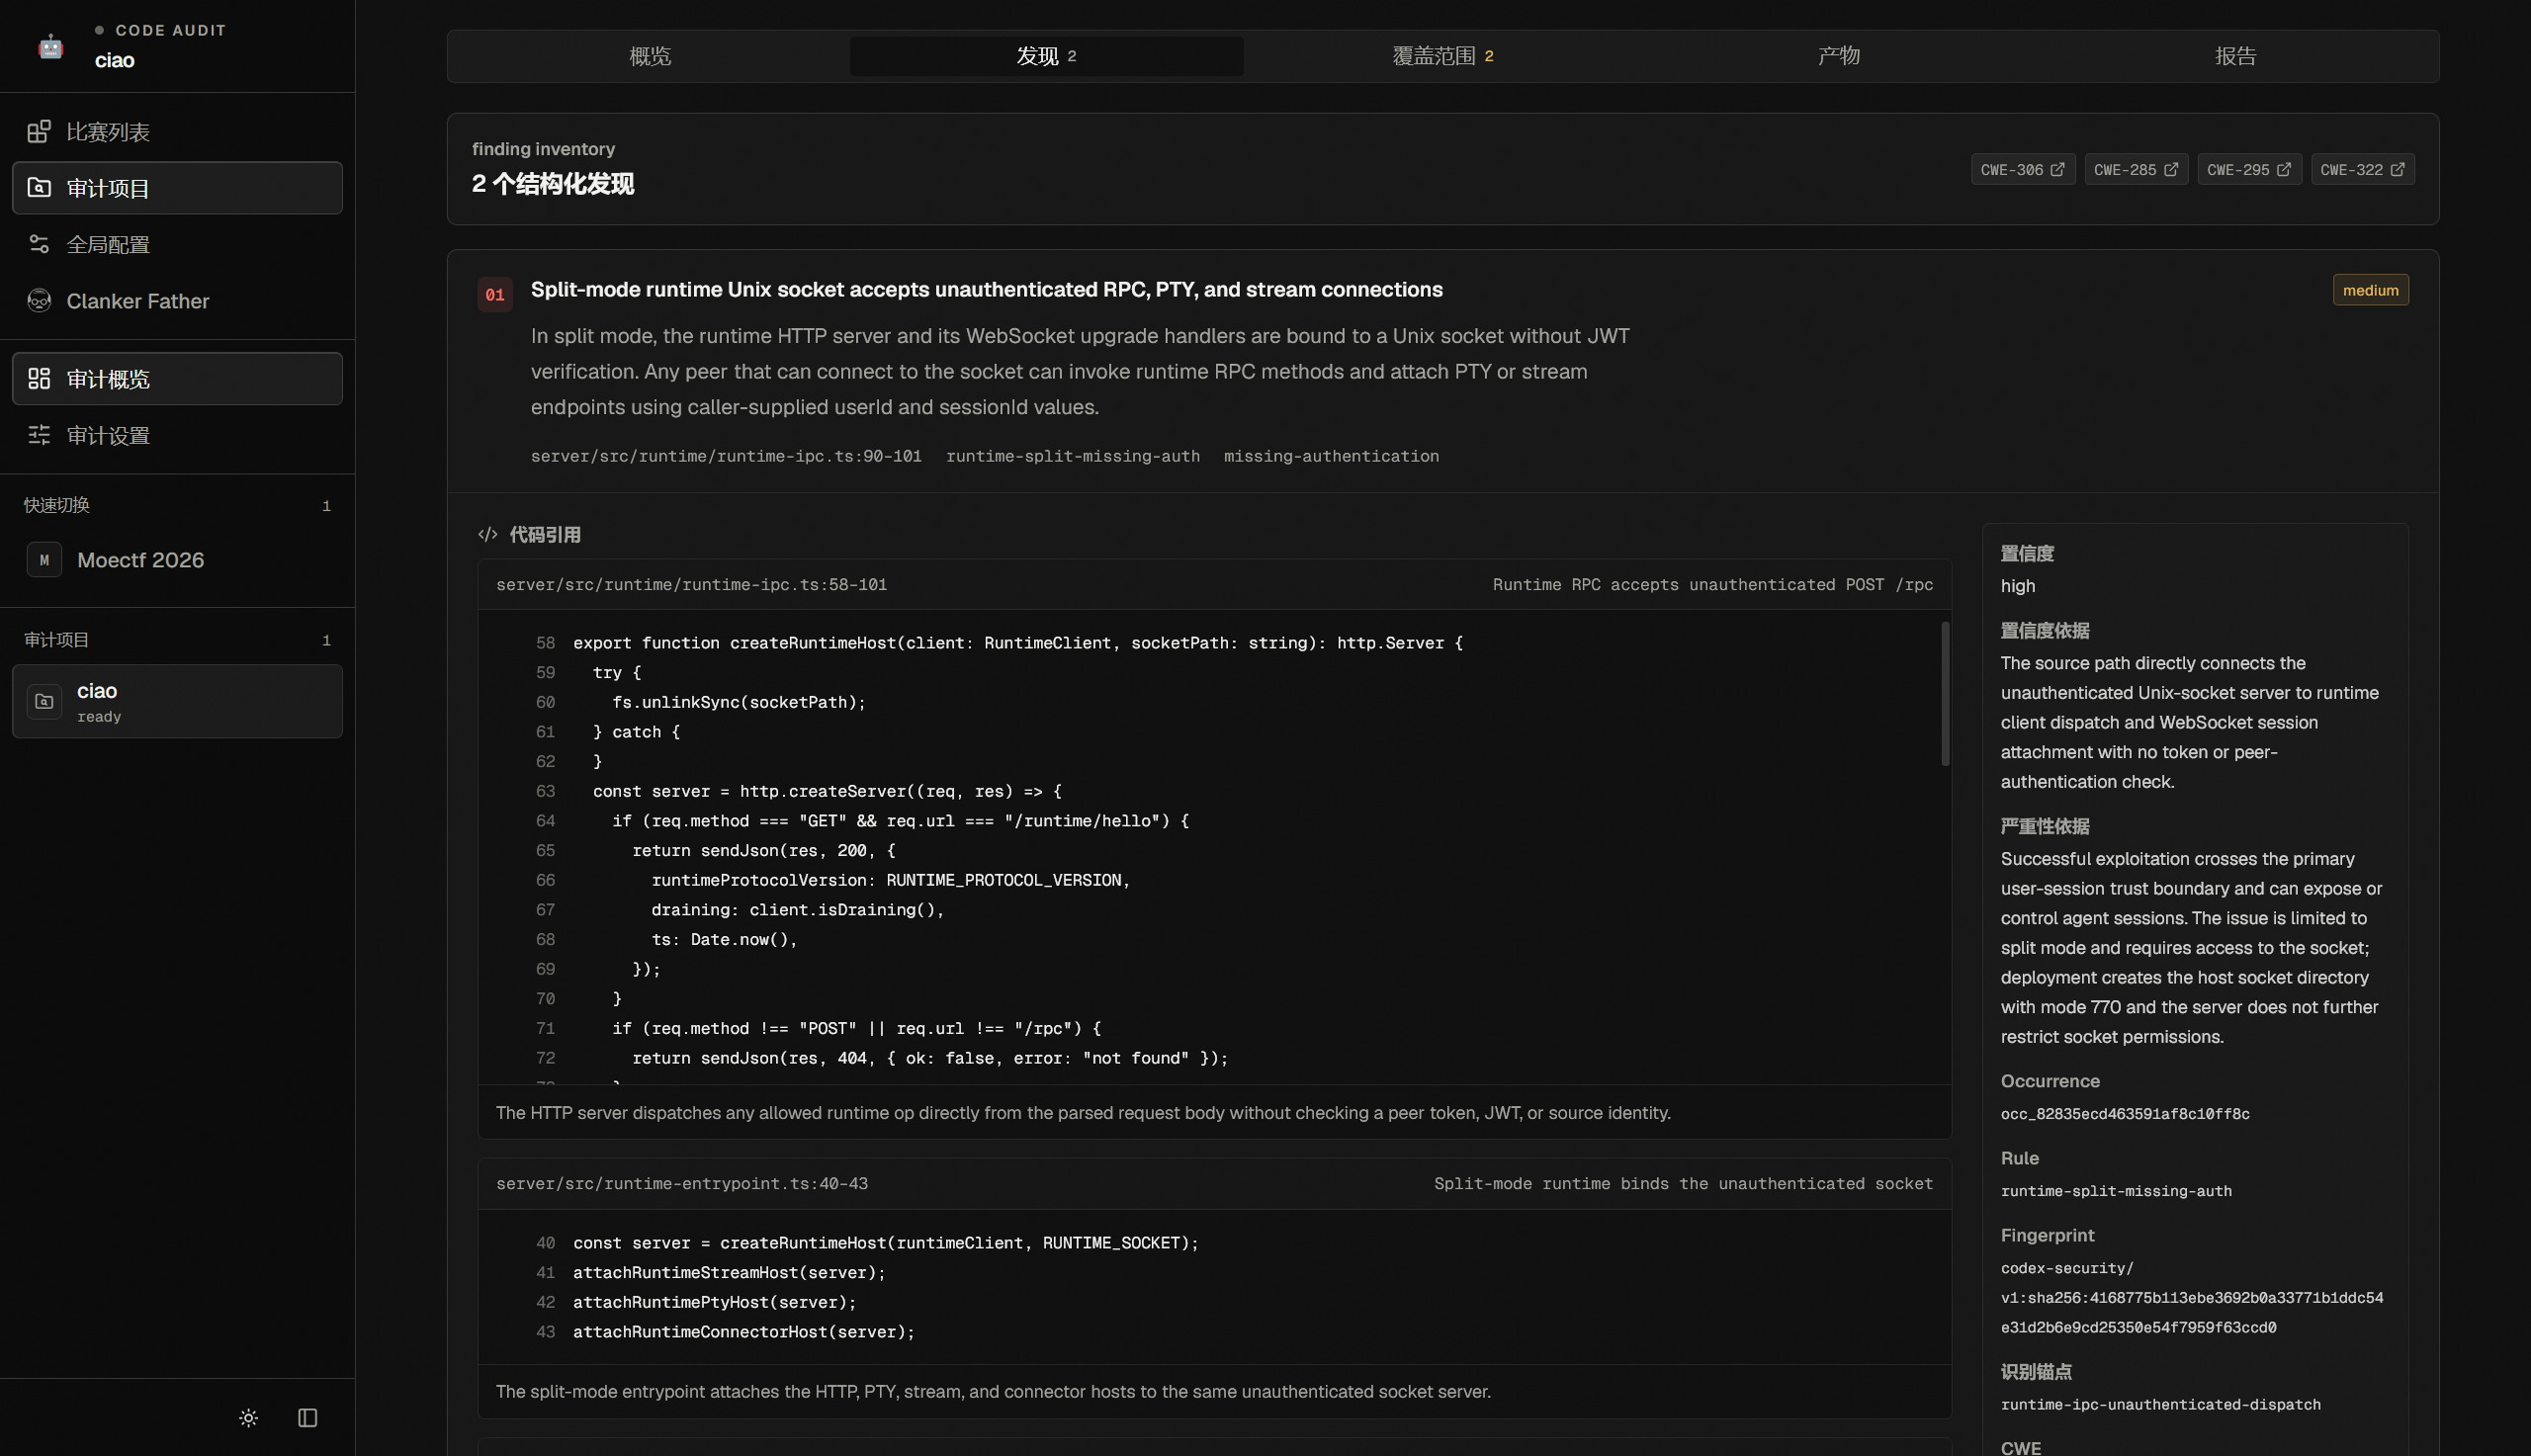 CODE AUDIT
ciao
比赛列表
审计项目
全局配置
Clanker Father
审计概览
审计设置
快速切换 1
M Moectf 2026
审计项目 1
ciao
ready
概览 发现 2 覆盖范围 2 产物 报告
finding inventory
2 个结构化发现
CWE-306 CWE-285 CWE-295 CWE-322
01 Split-mode runtime Unix socket accepts unauthenticated RPC, PTY, and stream connections medium
In split mode, the runtime HTTP server and its WebSocket upgrade handlers are bound to a Unix socket without JWT
verification. Any peer that can connect to the socket can invoke runtime RPC methods and attach PTY or stream
endpoints using caller-supplied userId and sessionId values.
server/src/runtime/runtime-ipc.ts:90-101 runtime-split-missing-auth missing-authentication
</> 代码引用
server/src/runtime/runtime-ipc.ts:58-101 Runtime RPC accepts unauthenticated POST /rpc
58 export function createRuntimeHost(client: RuntimeClient, socketPath: string): http.Server {
59 try {
60 fs.unlinkSync(socketPath);
61 } catch {
62 }
63 const server = http.createServer((req, res) => {
64 if (req.method === "GET" && req.url === "/runtime/hello") {
65 return sendJson(res, 200, {
66 runtimeProtocolVersion: RUNTIME_PROTOCOL_VERSION,
67 draining: client.isDraining(),
68 ts: Date.now(),
69 });
70 }
71 if (req.method !== "POST" || req.url !== "/rpc") {
72 return sendJson(res, 404, { ok: false, error: "not found" });
The HTTP server dispatches any allowed runtime op directly from the parsed request body without checking a peer token, JWT, or source identity.
server/src/runtime-entrypoint.ts:40-43 Split-mode runtime binds the unauthenticated socket
40 const server = createRuntimeHost(runtimeClient, RUNTIME_SOCKET);
41 attachRuntimeStreamHost(server);
42 attachRuntimePtyHost(server);
43 attachRuntimeConnectorHost(server);
The split-mode entrypoint attaches the HTTP, PTY, stream, and connector hosts to the same unauthenticated socket server.
置信度
high
置信度依据
The source path directly connects the
unauthenticated Unix-socket server to runtime
client dispatch and WebSocket session
attachment with no token or peer-
authentication check.
严重性依据
Successful exploitation crosses the primary
user-session trust boundary and can expose or
control agent sessions. The issue is limited to
split mode and requires access to the socket;
deployment creates the host socket directory
with mode 770 and the server does not further
restrict socket permissions.
Occurrence
occ_82835ecd463591af8c10ff8c
Rule
runtime-split-missing-auth
Fingerprint
codex-security/
v1:sha256:4168775b113ebe3692b0a33771b1ddc54
e31d2b6e9cd25350e54f7959f63ccd0
识别锚点
runtime-ipc-unauthenticated-dispatch
CWE